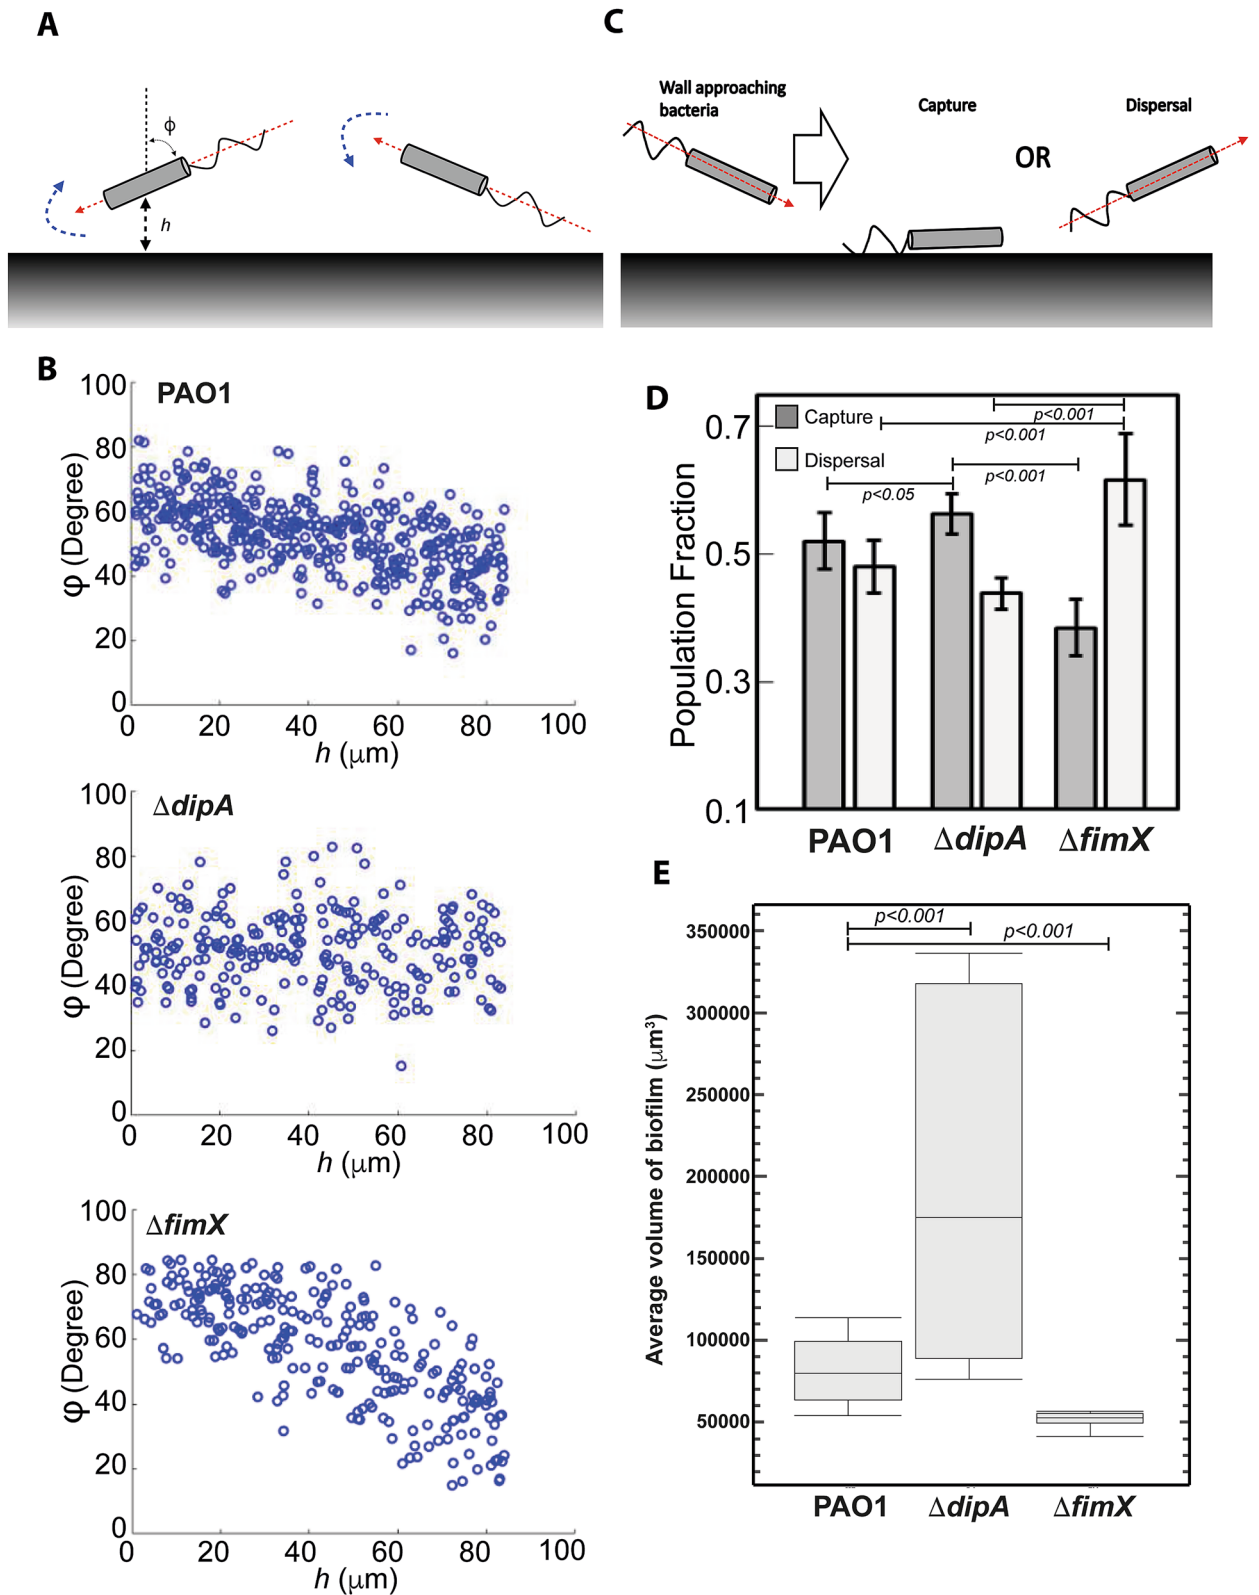 A
ϕ
h
C
Wall approaching
bacteria
Capture
OR
Dispersal
B
PAO1
100
80
60
40
20
0
φ (Degree)
0 20 40 60 80 100
h (µm)
ΔdipA
100
80
60
40
20
0
φ (Degree)
0 20 40 60 80 100
h (µm)
ΔfimX
100
80
60
40
20
0
φ (Degree)
0 20 40 60 80 100
h (µm)
D
Capture
Dispersal
p<0.001
p<0.001
p<0.001
p<0.05
0.7
0.5
0.3
0.1
Population Fraction
PAO1 ΔdipA ΔfimX
E
p<0.001
p<0.001
350000
300000
250000
200000
150000
100000
50000
Average volume of biofilm (µm³)
PAO1 ΔdipA ΔfimX